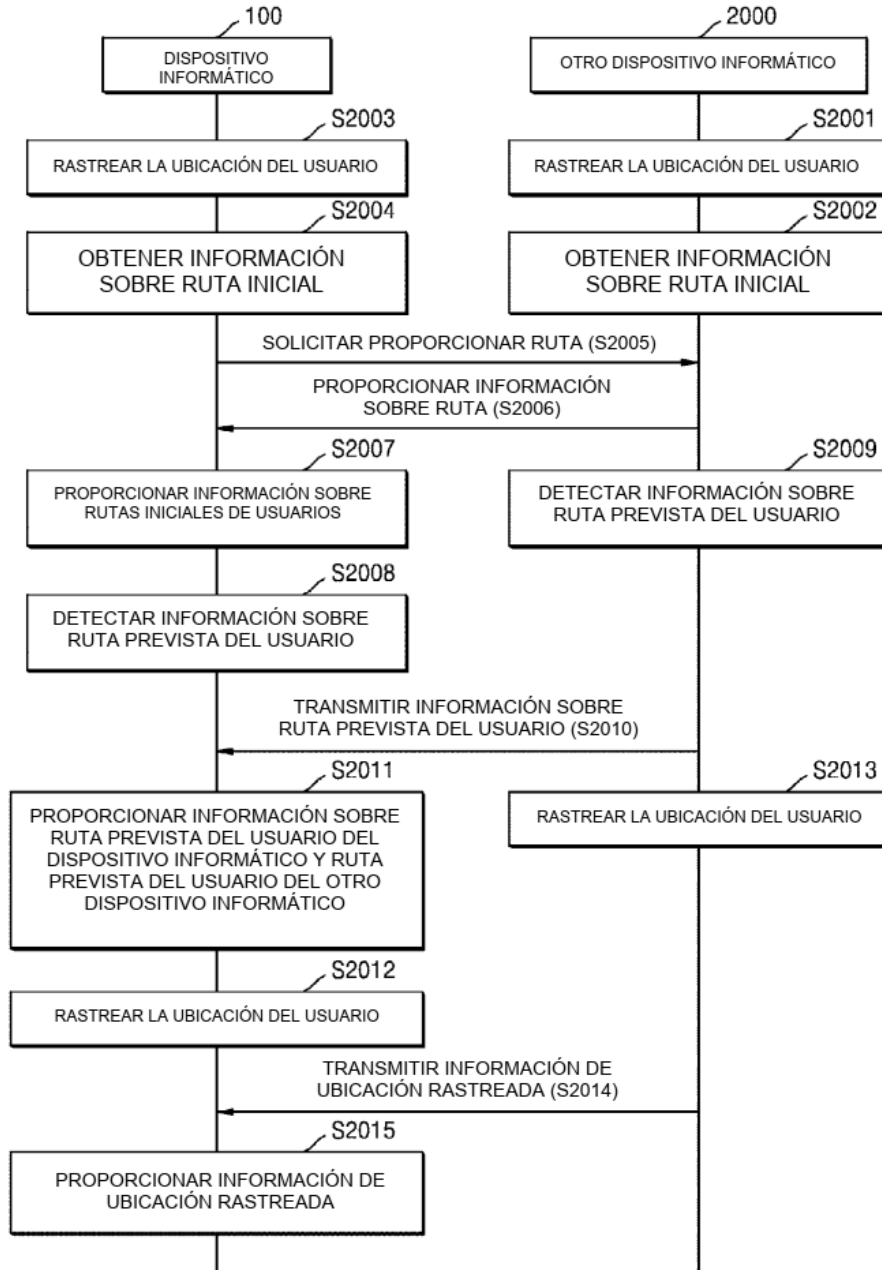 100
2000
DISPOSITIVO
INFORMÁTICO
OTRO DISPOSITIVO INFORMÁTICO
S2003
S2001
RASTREAR LA UBICACIÓN DEL USUARIO
RASTREAR LA UBICACIÓN DEL USUARIO
S2004
S2002
OBTENER INFORMACIÓN
SOBRE RUTA INICIAL
OBTENER INFORMACIÓN
SOBRE RUTA INICIAL
SOLICITAR PROPORCIONAR RUTA (S2005)
PROPORCIONAR INFORMACIÓN
SOBRE RUTA (S2006)
S2007
S2009
PROPORCIONAR INFORMACIÓN SOBRE
RUTAS INICIALES DE USUARIOS
DETECTAR INFORMACIÓN SOBRE
RUTA PREVISTA DEL USUARIO
S2008
DETECTAR INFORMACIÓN SOBRE
RUTA PREVISTA DEL USUARIO
TRANSMITIR INFORMACIÓN SOBRE
RUTA PREVISTA DEL USUARIO (S2010)
S2011
S2013
PROPORCIONAR INFORMACIÓN SOBRE
RUTA PREVISTA DEL USUARIO DEL
DISPOSITIVO INFORMÁTICO Y RUTA
PREVISTA DEL USUARIO DEL OTRO
DISPOSITIVO INFORMÁTICO
RASTREAR LA UBICACIÓN DEL USUARIO
S2012
RASTREAR LA UBICACIÓN DEL USUARIO
TRANSMITIR INFORMACIÓN DE
UBICACIÓN RASTREADA (S2014)
S2015
PROPORCIONAR INFORMACIÓN DE
UBICACIÓN RASTREADA